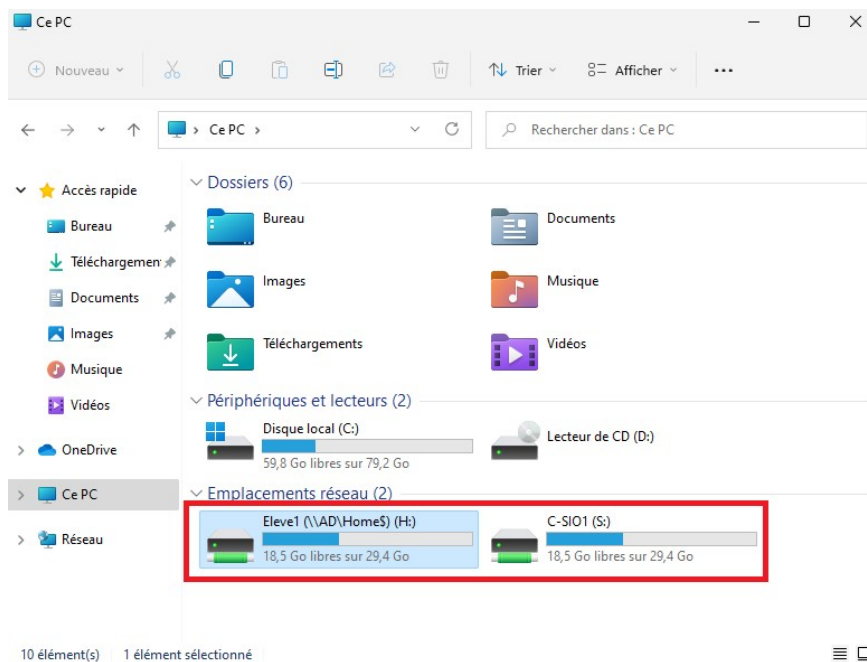 Ce PC
Nouveau
Trier
Afficher
Ce PC
Rechercher dans : Ce PC
Accès rapide
Bureau
Téléchargemen
Documents
Images
Musique
Vidéos
OneDrive
Ce PC
Réseau
Dossiers (6)
Bureau
Documents
Images
Musique
Téléchargements
Vidéos
Périphériques et lecteurs (2)
Disque local (C:)
59,8 Go libres sur 79,2 Go
Lecteur de CD (D:)
Emplacements réseau (2)
Eleve1 (\\AD\Home$) (H:)
18,5 Go libres sur 29,4 Go
C-SIO1 (S:)
18,5 Go libres sur 29,4 Go
10 élément(s) 1 élément sélectionné